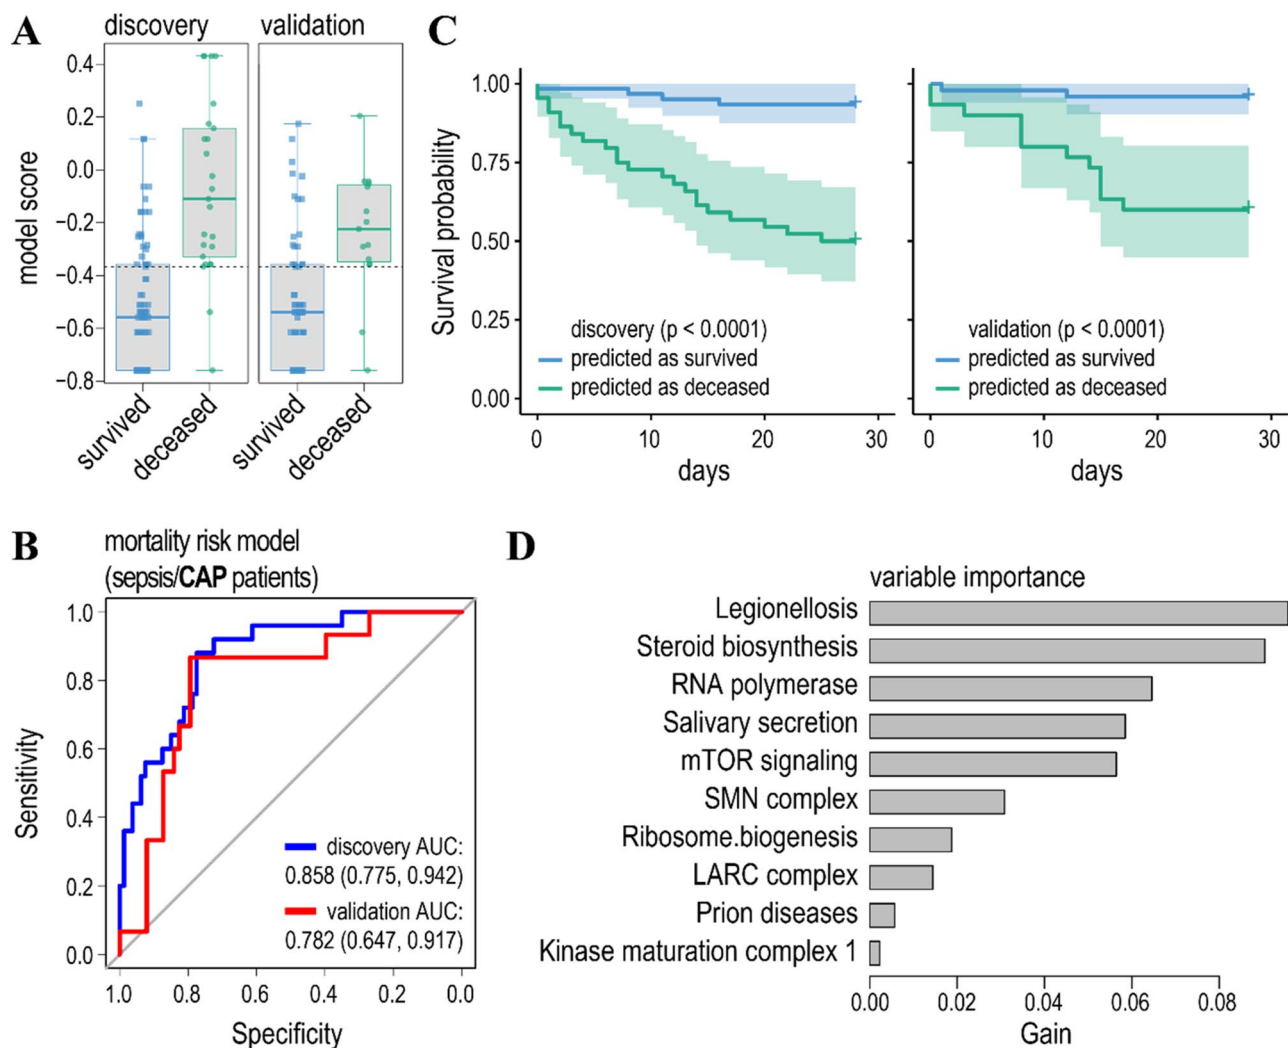 A
discovery
validation
model score
0.4
0.2
0.0
−0.2
−0.4
−0.6
−0.8
survived
deceased
survived
deceased
C
Survival probability
1.00
0.75
0.50
0.25
0.00
discovery (p < 0.0001)
predicted as survived
predicted as deceased
0 10 20 30
days
validation (p < 0.0001)
predicted as survived
predicted as deceased
0 10 20 30
days
B
mortality risk model
(sepsis/CAP patients)
Sensitivity
1.0
0.8
0.6
0.4
0.2
0.0
discovery AUC:
0.858 (0.775, 0.942)
validation AUC:
0.782 (0.647, 0.917)
1.0 0.8 0.6 0.4 0.2 0.0
Specificity
D
variable importance
Legionellosis
Steroid biosynthesis
RNA polymerase
Salivary secretion
mTOR signaling
SMN complex
Ribosome.biogenesis
LARC complex
Prion diseases
Kinase maturation complex 1
0.00 0.02 0.04 0.06 0.08
Gain